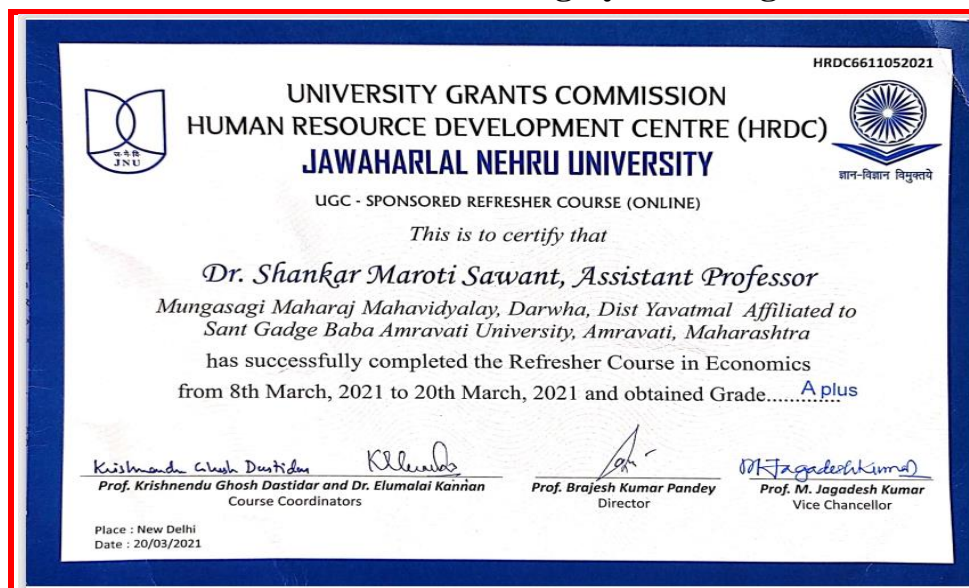 HRDC6611052021
UNIVERSITY GRANTS COMMISSION
HUMAN RESOURCE DEVELOPMENT CENTRE (HRDC)
JAWAHARLAL NEHRU UNIVERSITY
ज-ने-वि
JNU
ज्ञान-विज्ञान विमुक्तये
UGC - SPONSORED REFRESHER COURSE (ONLINE)
This is to certify that
Dr. Shankar Maroti Sawant, Assistant Professor
Mungasagi Maharaj Mahavidyalay, Darwha, Dist Yavatmal Affiliated to
Sant Gadge Baba Amravati University, Amravati, Maharashtra
has successfully completed the Refresher Course in Economics
from 8th March, 2021 to 20th March, 2021 and obtained Grade......A plus
Krishnendu Ghosh Dastidar
M Jagadesh Kumar
Prof. Krishnendu Ghosh Dastidar and Dr. Elumalai Kannan
Course Coordinators
Prof. Brajesh Kumar Pandey
Director
Prof. M. Jagadesh Kumar
Vice Chancellor
Place : New Delhi
Date : 20/03/2021